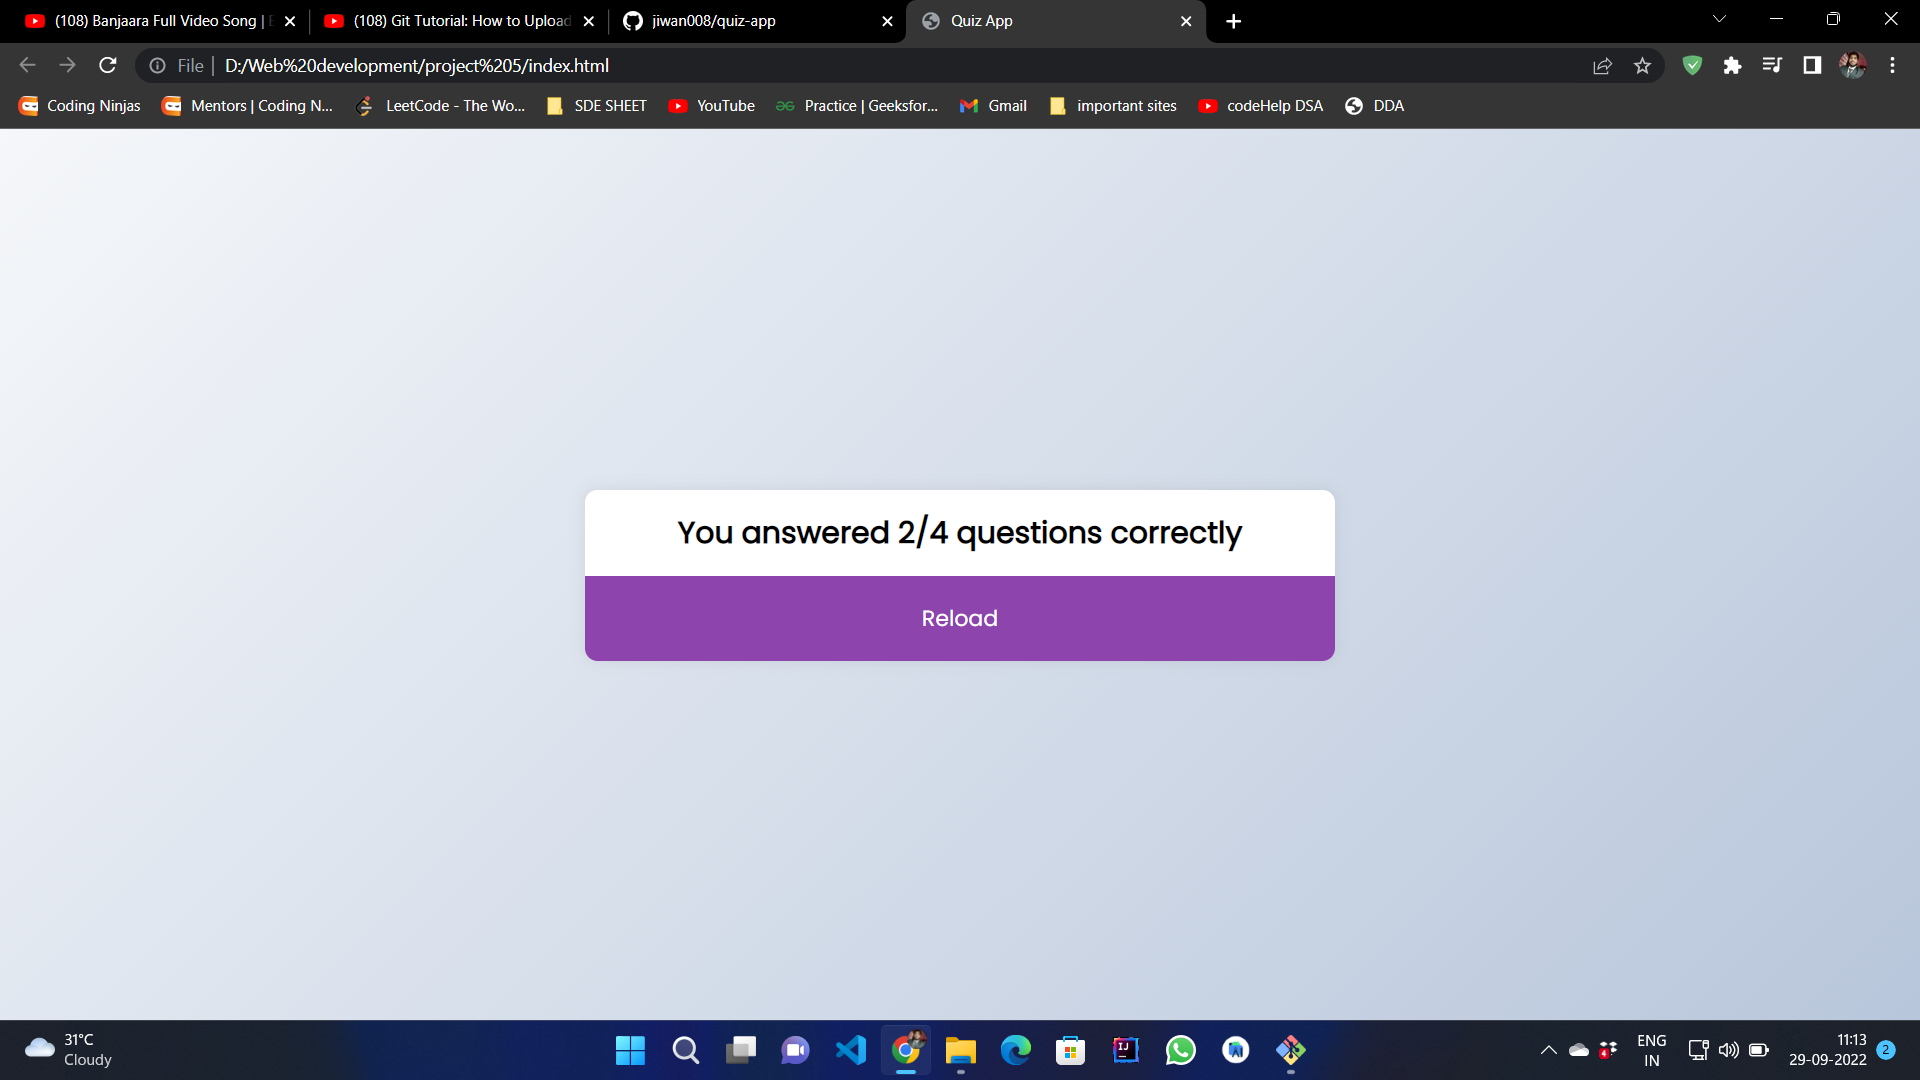 (108) Banjaara Full Video Song |
(108) Git Tutorial: How to Upload
jiwan008/quiz-app
Quiz App
File
D:/Web%20development/project%205/index.html
Coding Ninjas
Mentors | Coding N...
LeetCode - The Wo...
SDE SHEET
YouTube
Practice | Geeksfor...
Gmail
important sites
codeHelp DSA
DDA
You answered 2/4 questions correctly
Reload
31°C
Cloudy
IJ
4
ENG
IN
11:13
29-09-2022
2